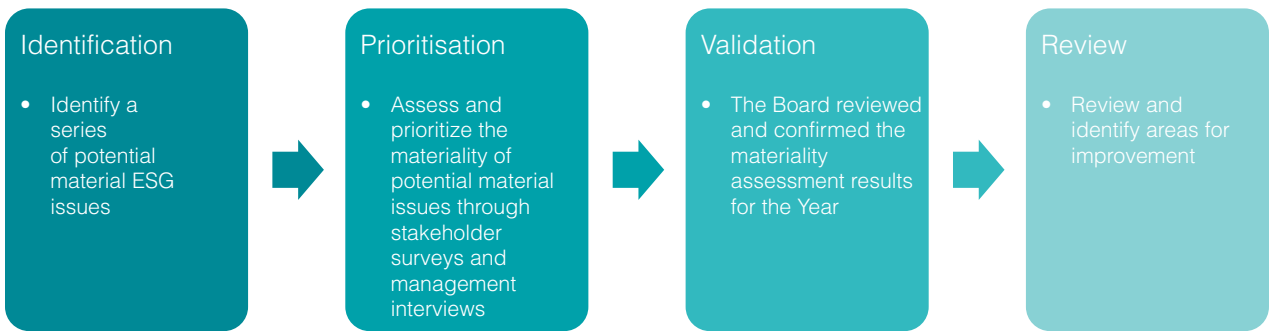 Identification
• Identify a
series
of potential
material ESG
issues
Prioritisation
• Assess and
prioritize the
materiality of
potential material
issues through
stakeholder
surveys and
management
interviews
Validation
• The Board reviewed
and confirmed the
materiality
assessment results
for the Year
Review
• Review and
identify areas for
improvement